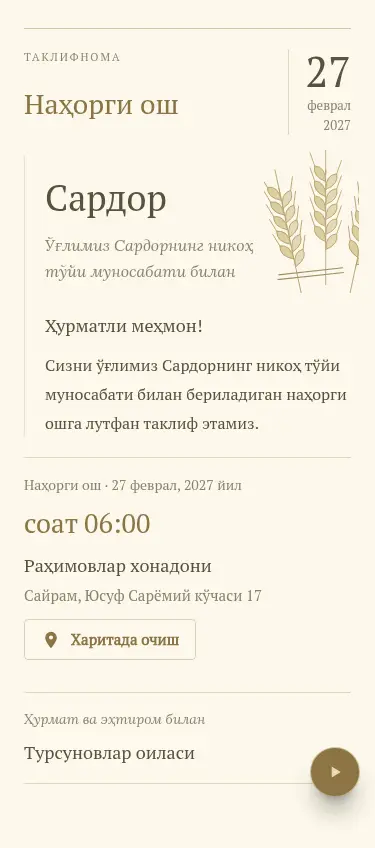 ТАКЛИФНОМА
Наҳорги ош
27
феврал
2027
Сардор
Ўғлимиз Сардорнинг никоҳ
тўйи муносабати билан
Ҳурматли меҳмон!
Сизни ўғлимиз Сардорнинг никоҳ тўйи
муносабати билан бериладиган наҳорги
ошга лутфан таклиф этамиз.
Наҳорги ош · 27 феврал, 2027 йил
соат 06:00
Раҳимовлар хонадони
Сайрам, Юсуф Сарёмий кўчаси 17
Харитада очиш
Ҳурмат ва эҳтиром билан
Турсуновлар оиласи